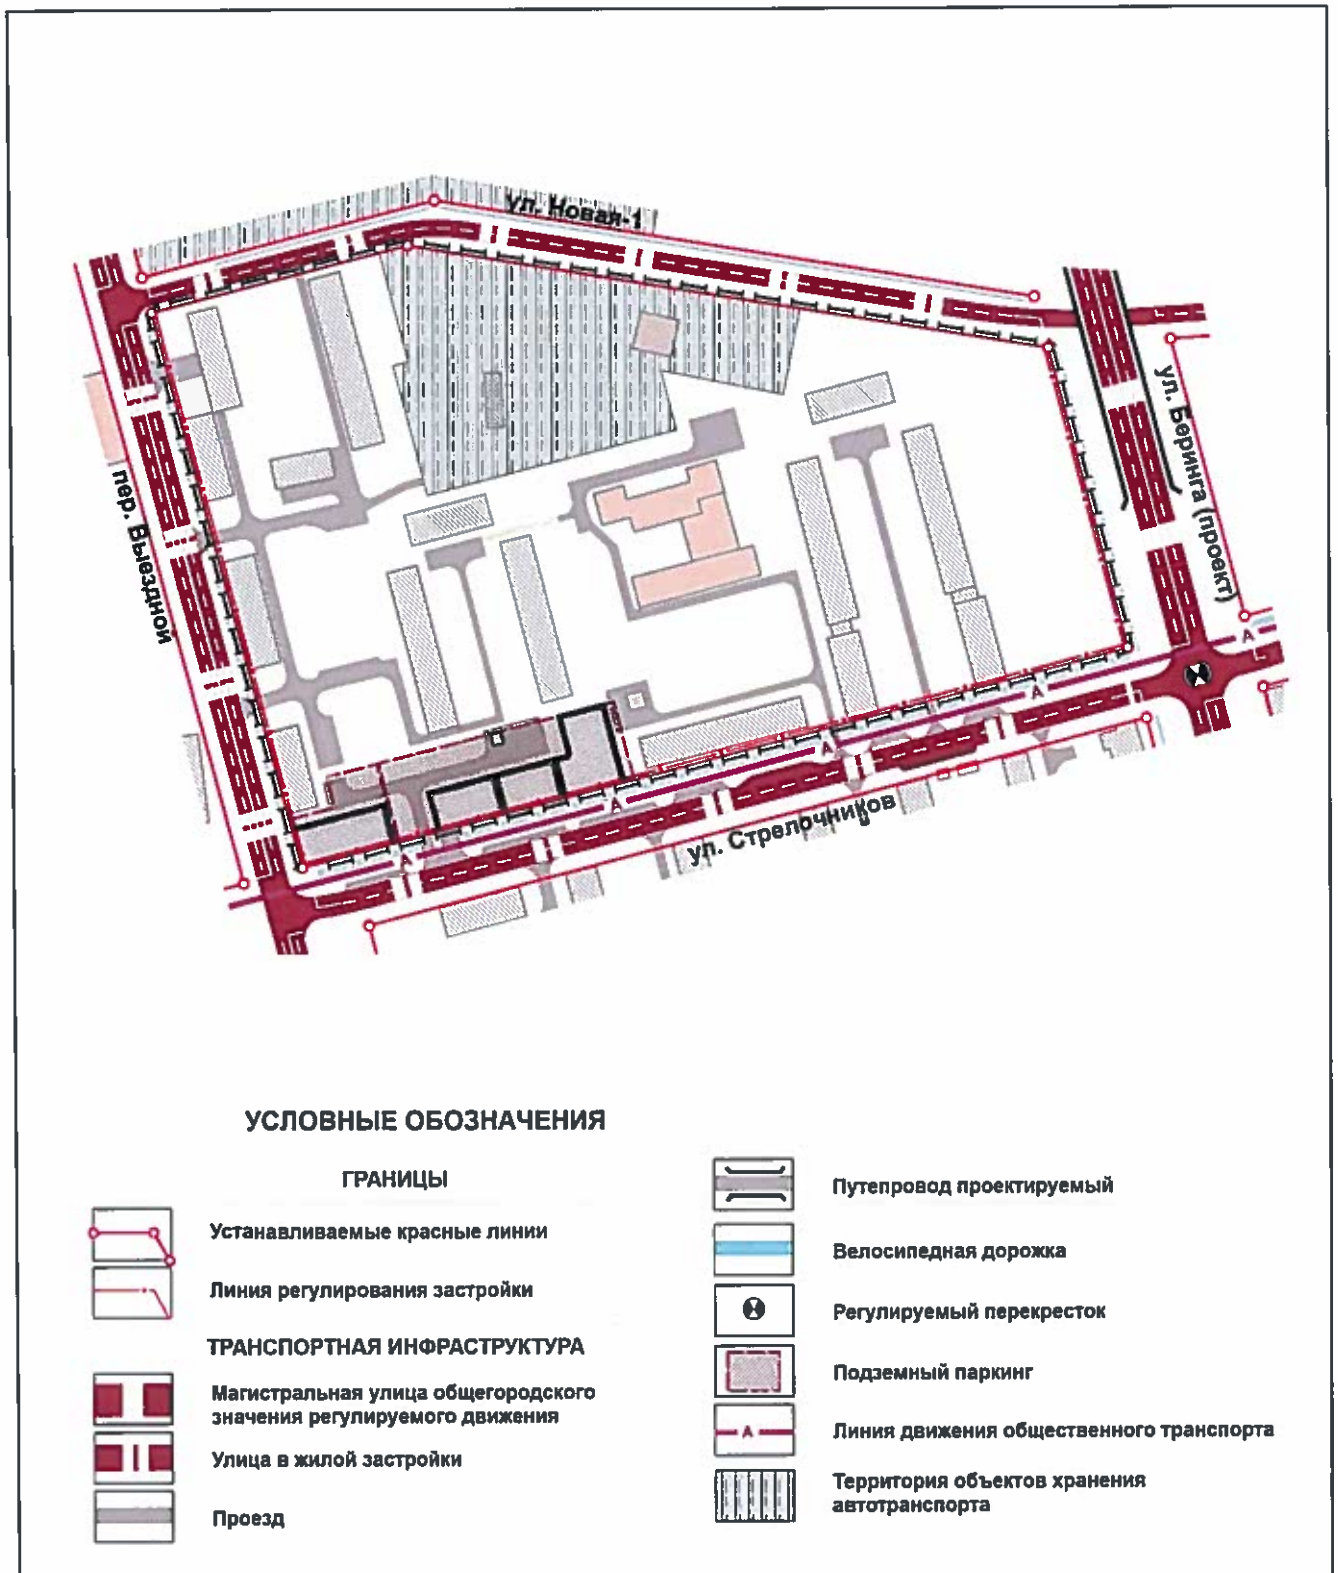 ул. Новая-1
ул. Беринга (проект)
пер. Выездной
А
А
А
А
А
ул. Стрелочников
УСЛОВНЫЕ ОБОЗНАЧЕНИЯ
ГРАНИЦЫ
Устанавливаемые красные линии
Линия регулирования застройки
ТРАНСПОРТНАЯ ИНФРАСТРУКТУРА
Магистральная улица общегородского
значения регулируемого движения
Улица в жилой застройки
Проезд
Путепровод проектируемый
Велосипедная дорожка
Регулируемый перекресток
Подземный паркинг
А
Линия движения общественного транспорта
Территория объектов хранения
автотранспорта